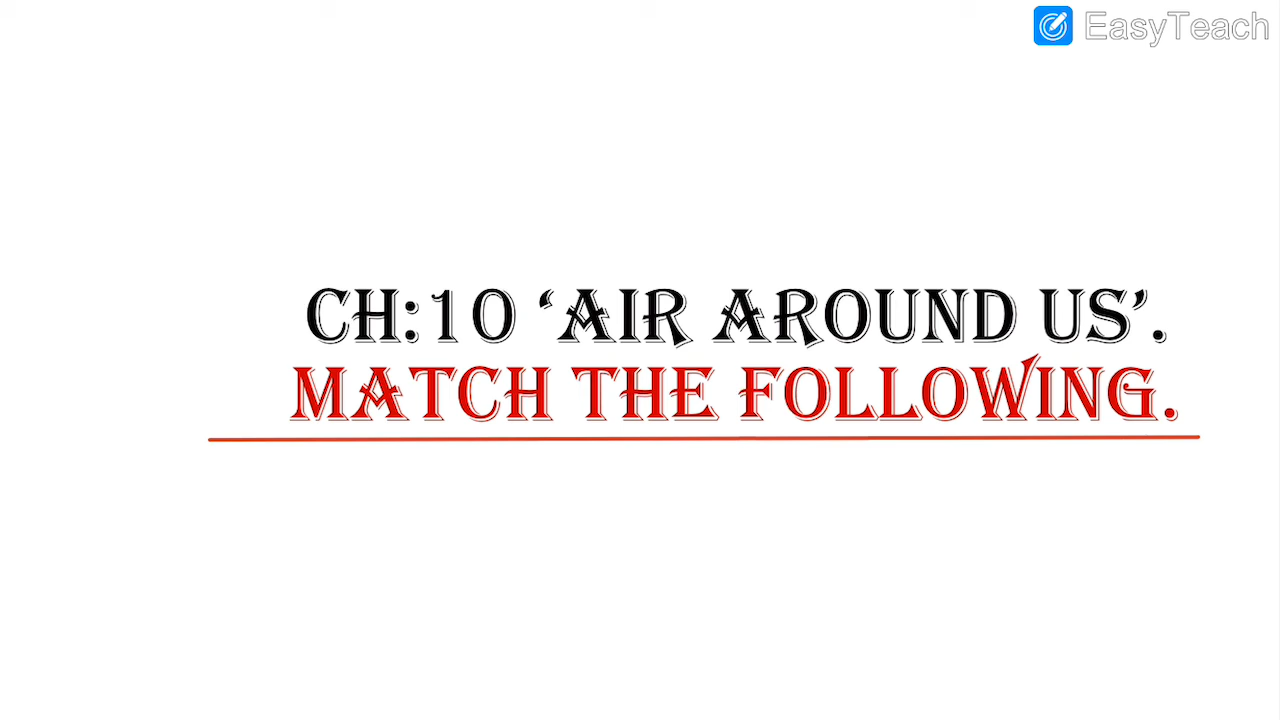 EasyTeach
CH:10 ‘AIR AROUND US’.
MATCH THE FOLLOWING.